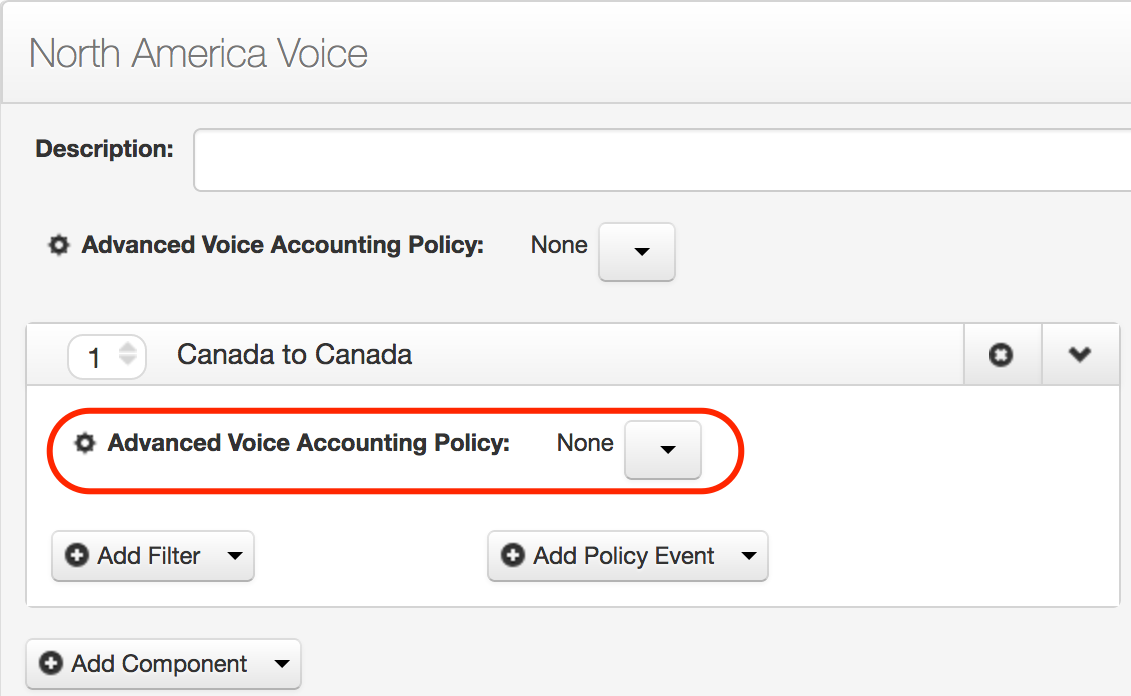 North America Voice
Description:
Advanced Voice Accounting Policy: None
1 Canada to Canada
Advanced Voice Accounting Policy: None
Add Filter Add Policy Event
Add Component